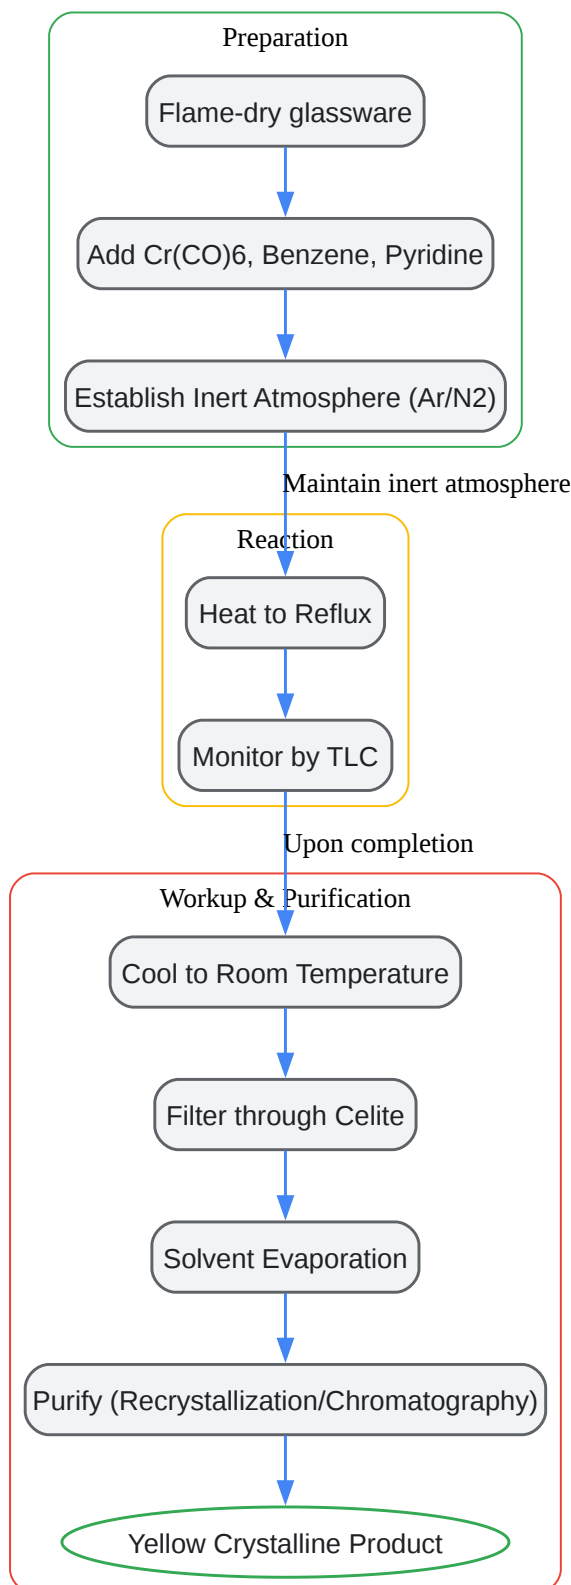 Preparation
Flame-dry glassware
Add Cr(CO)6, Benzene, Pyridine
Establish Inert Atmosphere (Ar/N2)
Maintain inert atmosphere
Reaction
Heat to Reflux
Monitor by TLC
Upon completion
Workup & Purification
Cool to Room Temperature
Filter through Celite
Solvent Evaporation
Purify (Recrystallization/Chromatography)
Yellow Crystalline Product